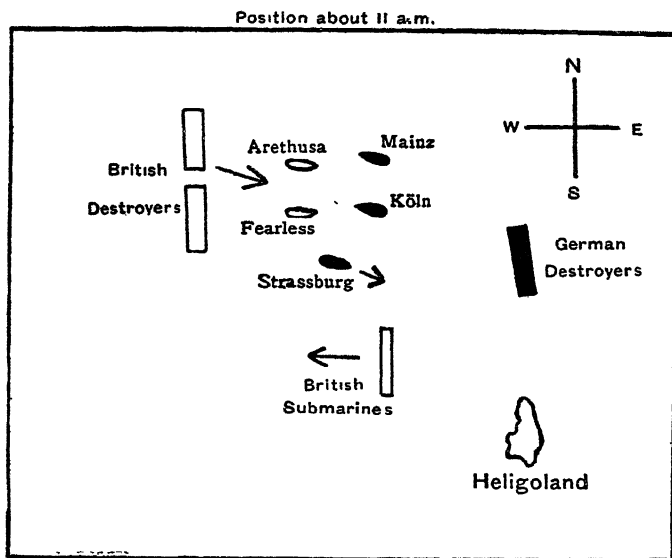 Position about 11 a.m.
N
W E
S
Arethusa
Mainz
British
Destroyers
Fearless
Köln
German
Destroyers
Strassburg
British
Submarines
Heligoland